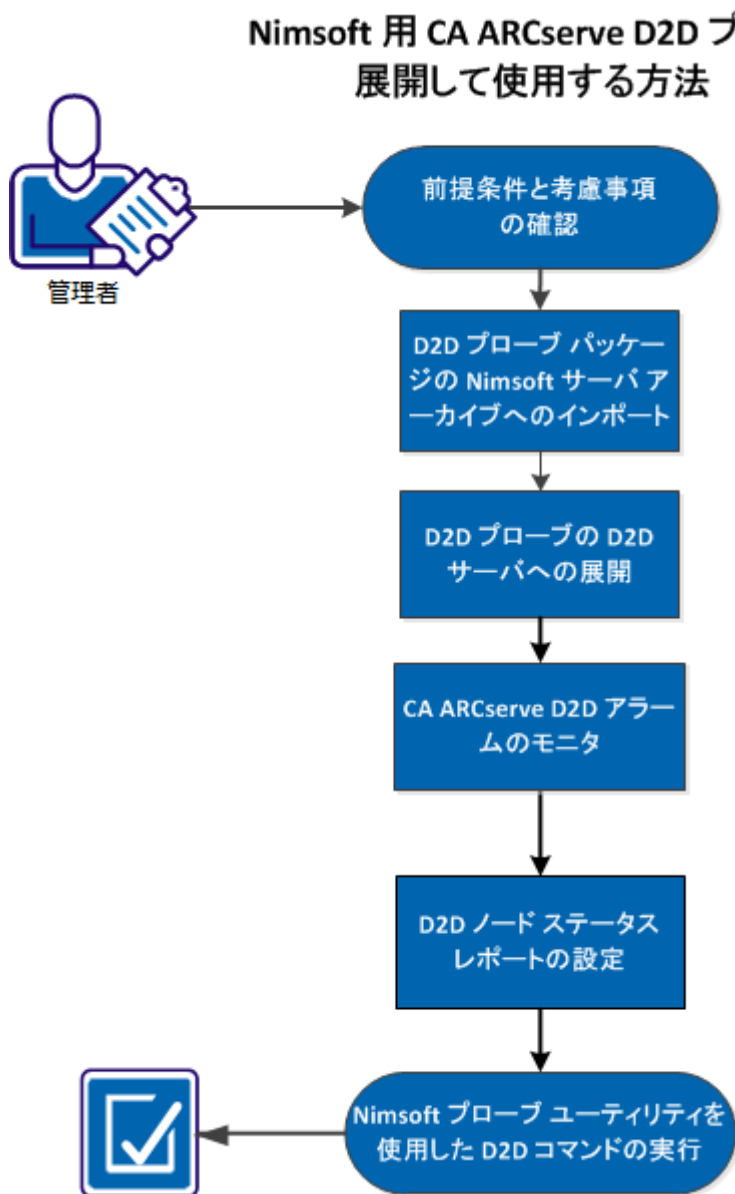 Nimsoft 用 CA ARCserve D2D プ
展開して使用する方法
管理者
前提条件と考慮事項
の確認
D2D プローブ パッケー
ジの Nimsoft サーバ ア
ーカイブへのインポート
D2D プローブの D2D
サーバへの展開
CA ARCserve D2D アラー
ムのモニタ
D2D ノード ステータス
レポートの設定
Nimsoft プローブ ユーティリティを
使用した D2D コマンドの実行